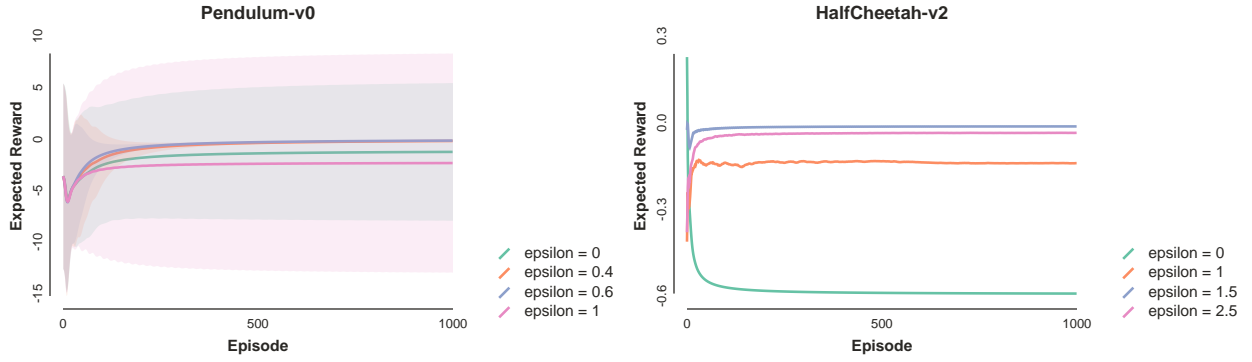 Pendulum-v0
10
5
0
-5
-10
-15
Expected Reward
0
500
1000
Episode
epsilon = 0
epsilon = 0.4
epsilon = 0.6
epsilon = 1
HalfCheetah-v2
0.3
0.0
-0.3
-0.6
Expected Reward
0
500
1000
Episode
epsilon = 0
epsilon = 1
epsilon = 1.5
epsilon = 2.5